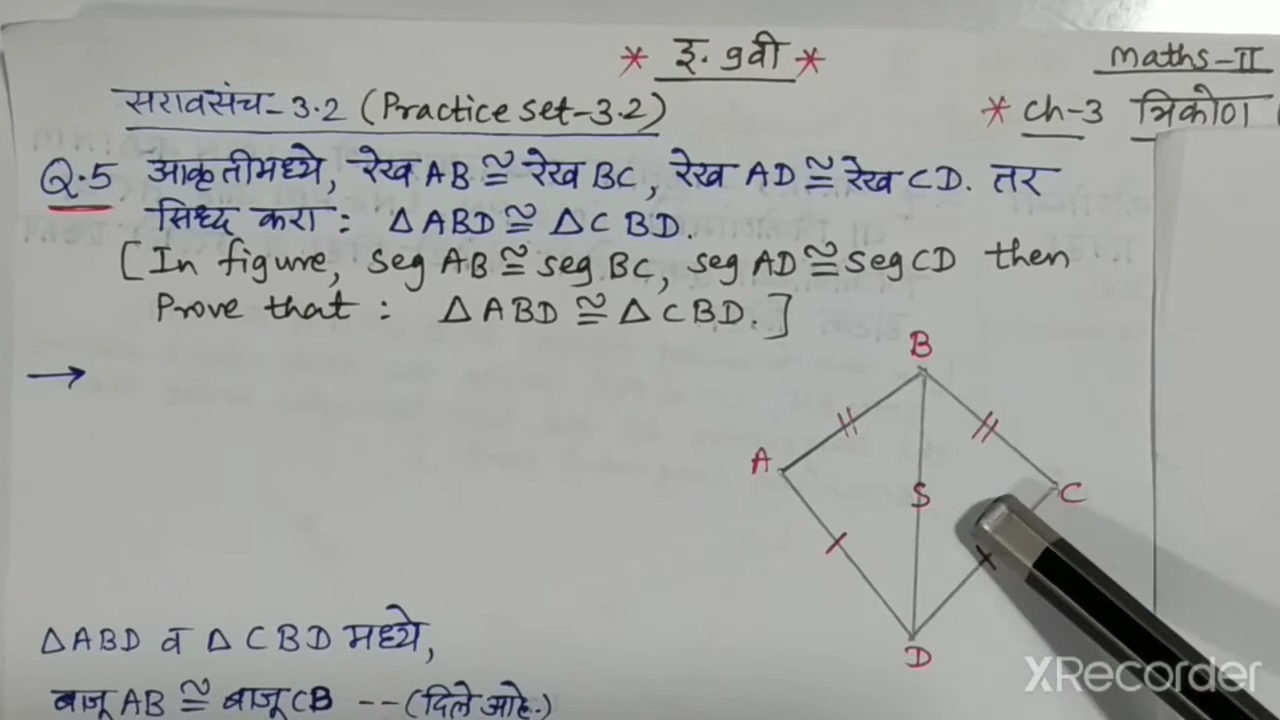 * इ. 9वी *
Maths-II
सरावसंच-3.2 (Practice set-3.2)
* Ch-3 त्रिकोण
Q.5 आकृतीमध्ये, रेख AB ≅ रेख BC, रेख AD ≅ रेख CD. तर
सिध्द करा : △ABD ≅ △CBD.
[In figure, seg AB ≅ seg BC, seg AD ≅ seg CD then
Prove that : △ABD ≅ △CBD.]
→
B
A
S
C
D
△ABD व △CBD मध्ये,
बाजू AB ≅ बाजू CB --(दिले आहे.)
XRecorder